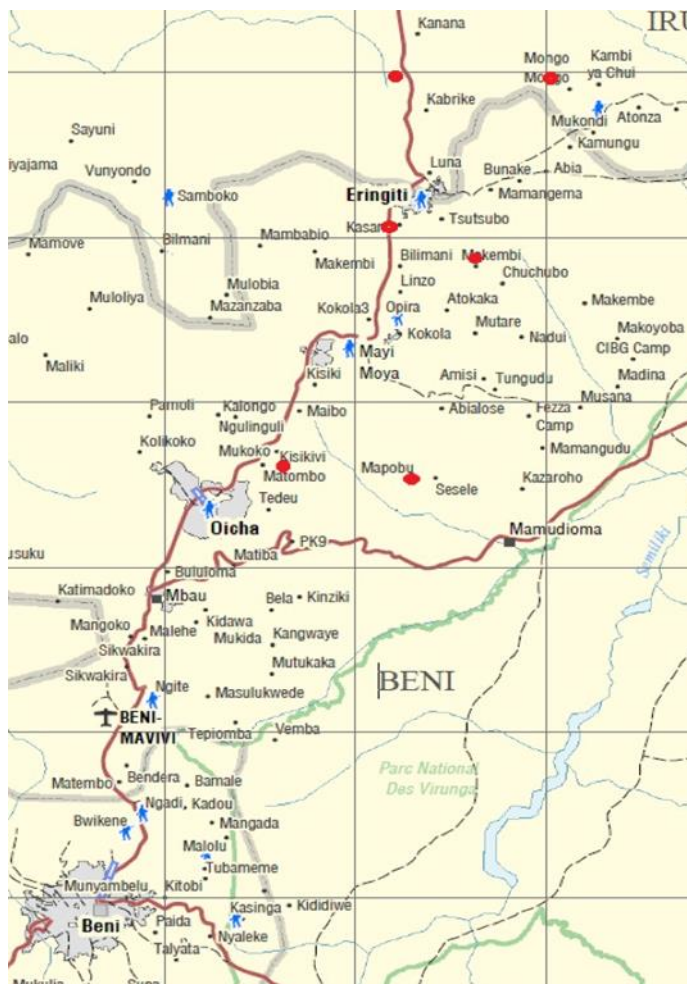 IRU
Kanana
Mongo
Mongo
Kambi
ya Chui
Kabrike
Mukondi
Atonza
Sayuni
Kamungu
iyajama
Vunyondo
Luna
Bunake
Abia
Samboko
Eringiti
Mamangema
Tsutsubo
Kasana
Mamove
Bilmani
Mambabio
Makembi
Bilimani
Makembi
Chuchubo
Linzo
Mulobia
Muloliya
Mazanzaba
Kokola3
Opira
Atokaka
Makembe
alo
Maliki
Kokola
Mutare
Nadui
Makoyoba
CIBG Camp
Mayi
Moya
Kisiki
Amisi
Tungudu
Madina
Musana
Pamoli
Kalongo
Ngulinguli
Maibo
Abialose
Fezza
Camp
Kolikoko
Mukoko
Kisikivi
Matombo
Mamangudu
Mapobu
Sesele
Kazaroho
Tedeu
Oicha
Mamudioma
PK9
Matiba
usuku
Bululoma
Semiliki
Katimadoko
Mbau
Bela
Kinziki
Mangoko
Malehe
Kidawa
Mukida
Kangwaye
Sikwakira
Sikwakira
Mutukaka
Ngite
Masulukwede
BENI
BENI-
MAVIVI
Tepiomba
Vemba
Parc National
Des Virunga
Matembo
Bendera
Bamale
Ngadi
Kadou
Bwikene
Mangada
Malolu
Tubameme
Munyambelu
Kitobi
Beni
Paida
Kasinga
Kididiwe
Nyaleke
Talyata